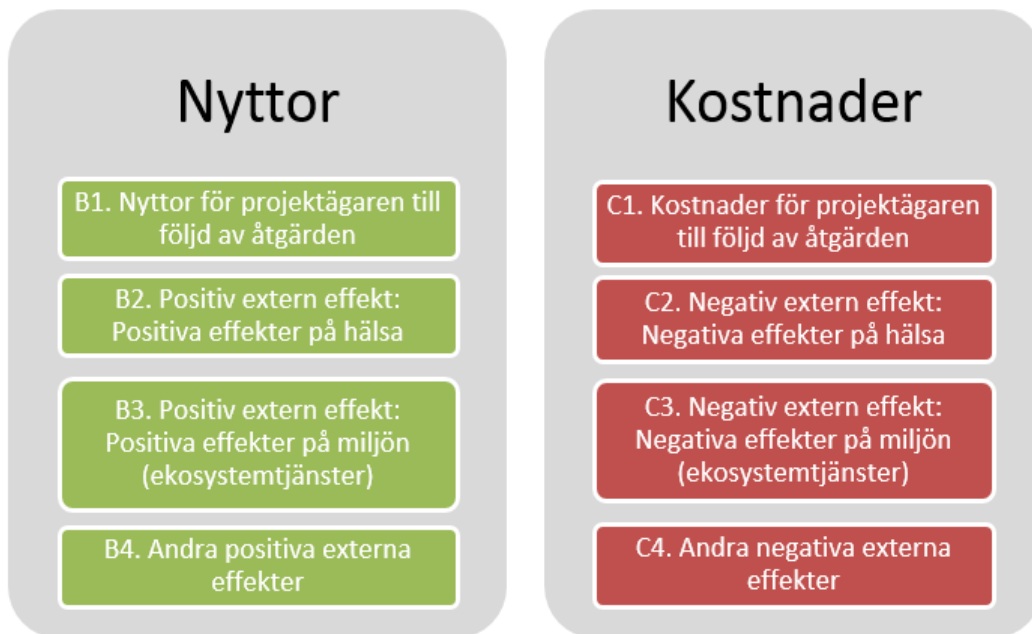 Nyttor
B1. Nyttor för projektägaren till
följd av åtgärden
B2. Positiv extern effekt:
Positiva effekter på hälsa
B3. Positiv extern effekt:
Positiva effekter på miljön
(ekosystemtjänster)
B4. Andra positiva externa
effekter
Kostnader
C1. Kostnader för projektägaren
till följd av åtgärden
C2. Negativ extern effekt:
Negativa effekter på hälsa
C3. Negativ extern effekt:
Negativa effekter på miljön
(ekosystemtjänster)
C4. Andra negativa externa
effekter